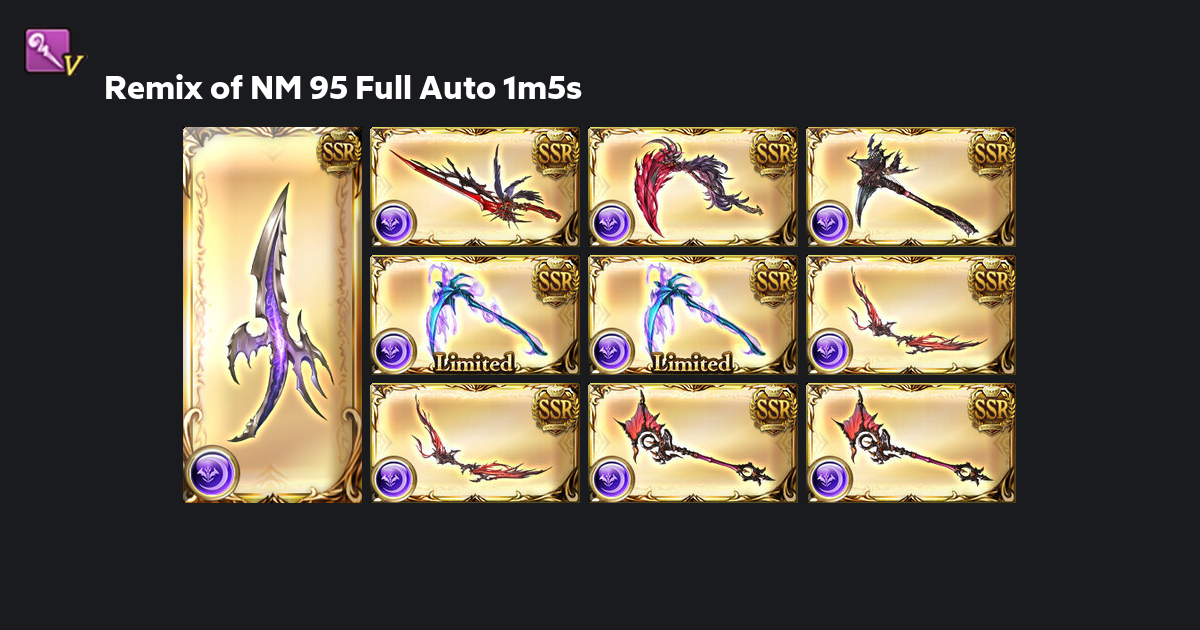 V
Remix of NM 95 Full Auto 1m5s
SSR
SSR SSR SSR
SSR SSR SSR
Limited Limited
SSR SSR SSR